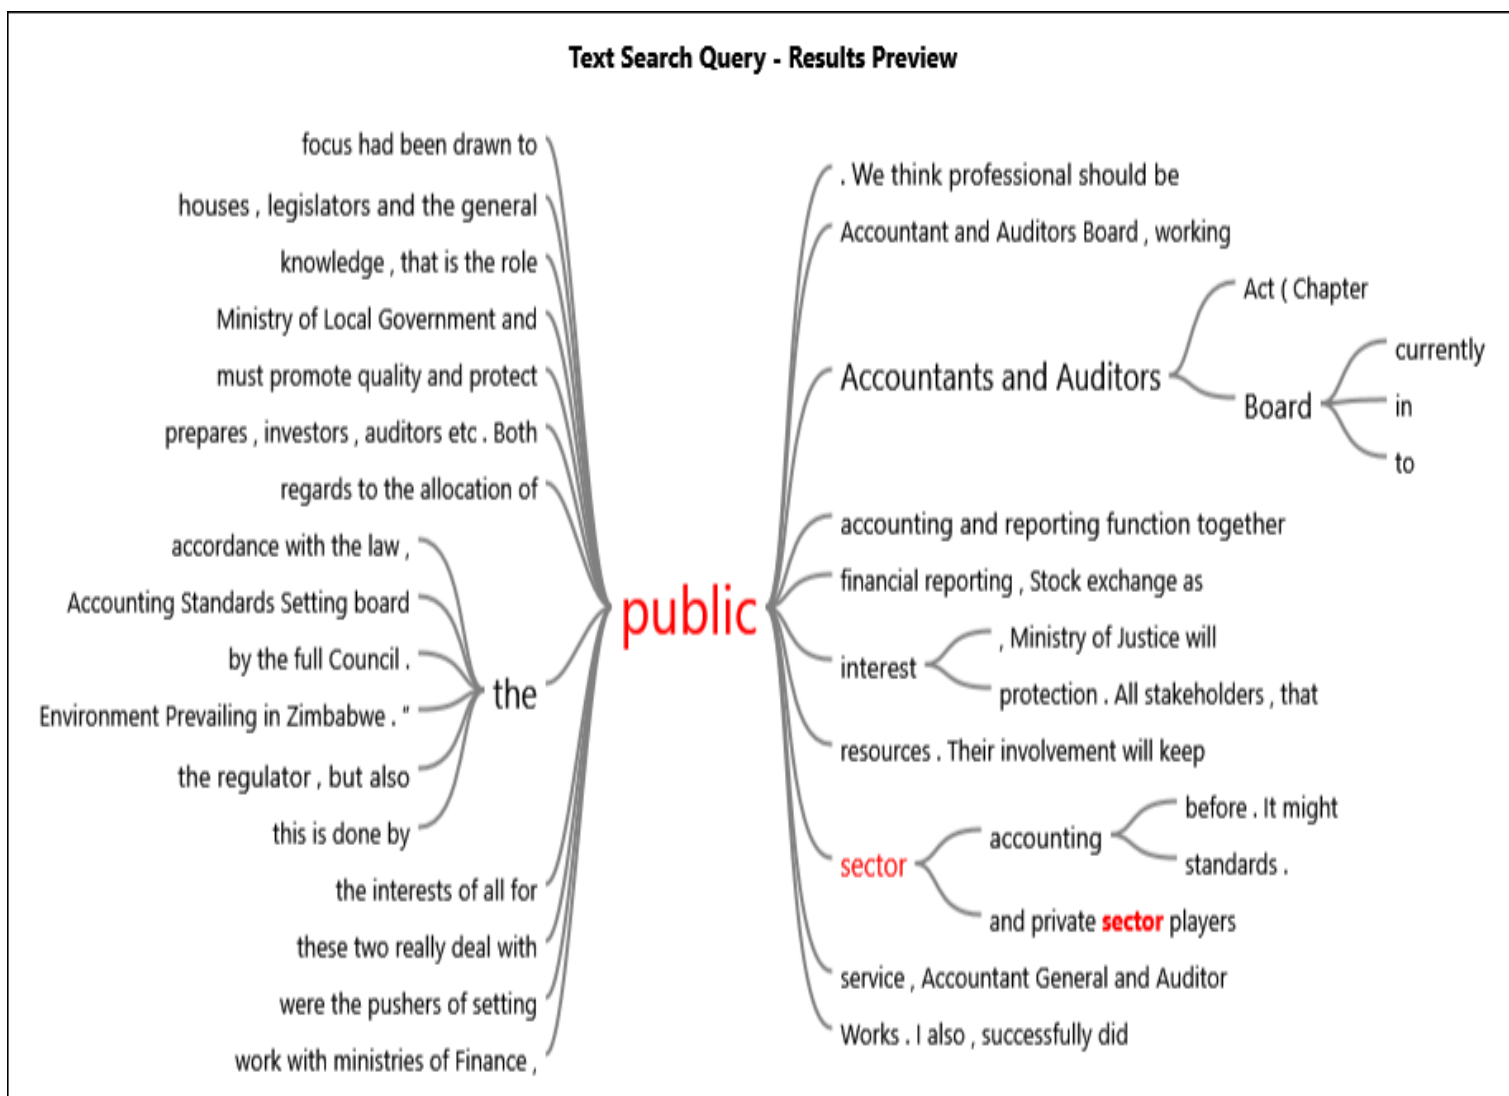 Text Search Query - Results Preview
focus had been drawn to
houses , legislators and the general
knowledge , that is the role
Ministry of Local Government and
must promote quality and protect
prepares , investors , auditors etc . Both
regards to the allocation of
accordance with the law ,
Accounting Standards Setting board
by the full Council .
Environment Prevailing in Zimbabwe . "
the regulator , but also
this is done by
the
the interests of all for
these two really deal with
were the pushers of setting
work with ministries of Finance ,
public
. We think professional should be
Accountant and Auditors Board , working
Accountants and Auditors
Act ( Chapter
Board
currently
in
to
accounting and reporting function together
financial reporting , Stock exchange as
interest
, Ministry of Justice will
protection . All stakeholders , that
resources . Their involvement will keep
sector
accounting
before . It might
standards .
and private sector players
service , Accountant General and Auditor
Works . I also , successfully did